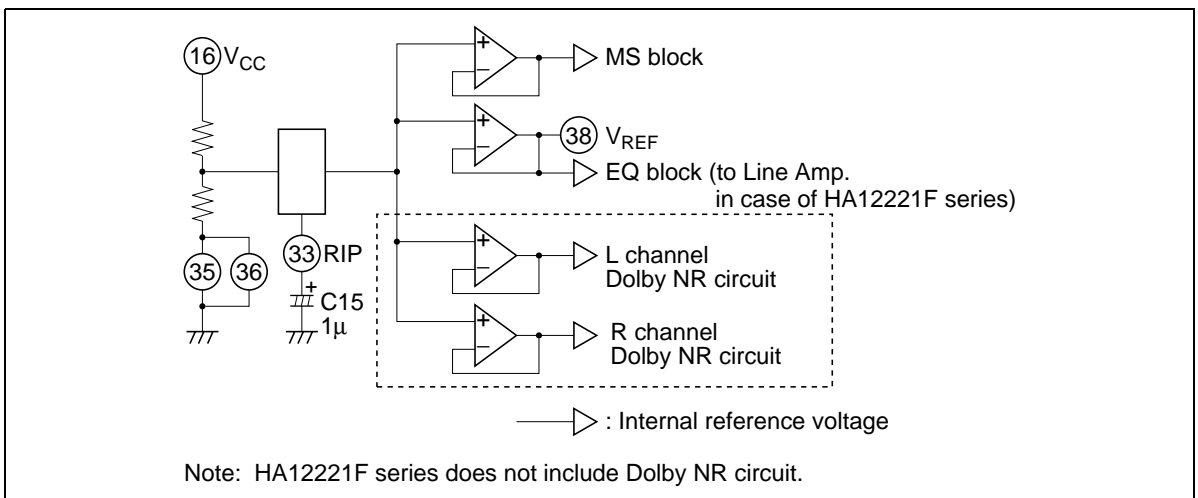 16 VCC
+
−
MS block
+
−
38 VREF
EQ block (to Line Amp.
in case of HA12221F series)
33 RIP
35 36
+
C15
1µ
+
−
L channel
Dolby NR circuit
+
−
R channel
Dolby NR circuit
: Internal reference voltage
Note: HA12221F series does not include Dolby NR circuit.